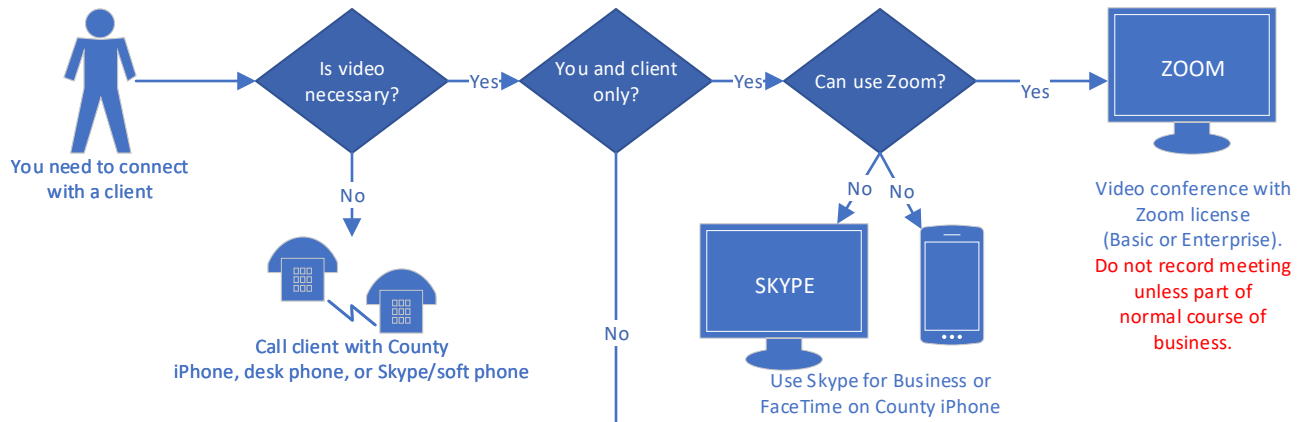 You need to connect
with a client
Is video
necessary?
Yes
No
Call client with County
iPhone, desk phone, or Skype/soft phone
You and client
only?
Yes
No
Can use Zoom?
Yes
No
No
SKYPE
Use Skype for Business or
FaceTime on County iPhone
ZOOM
Video conference with
Zoom license
(Basic or Enterprise).
Do not record meeting
unless part of
normal course of
business.